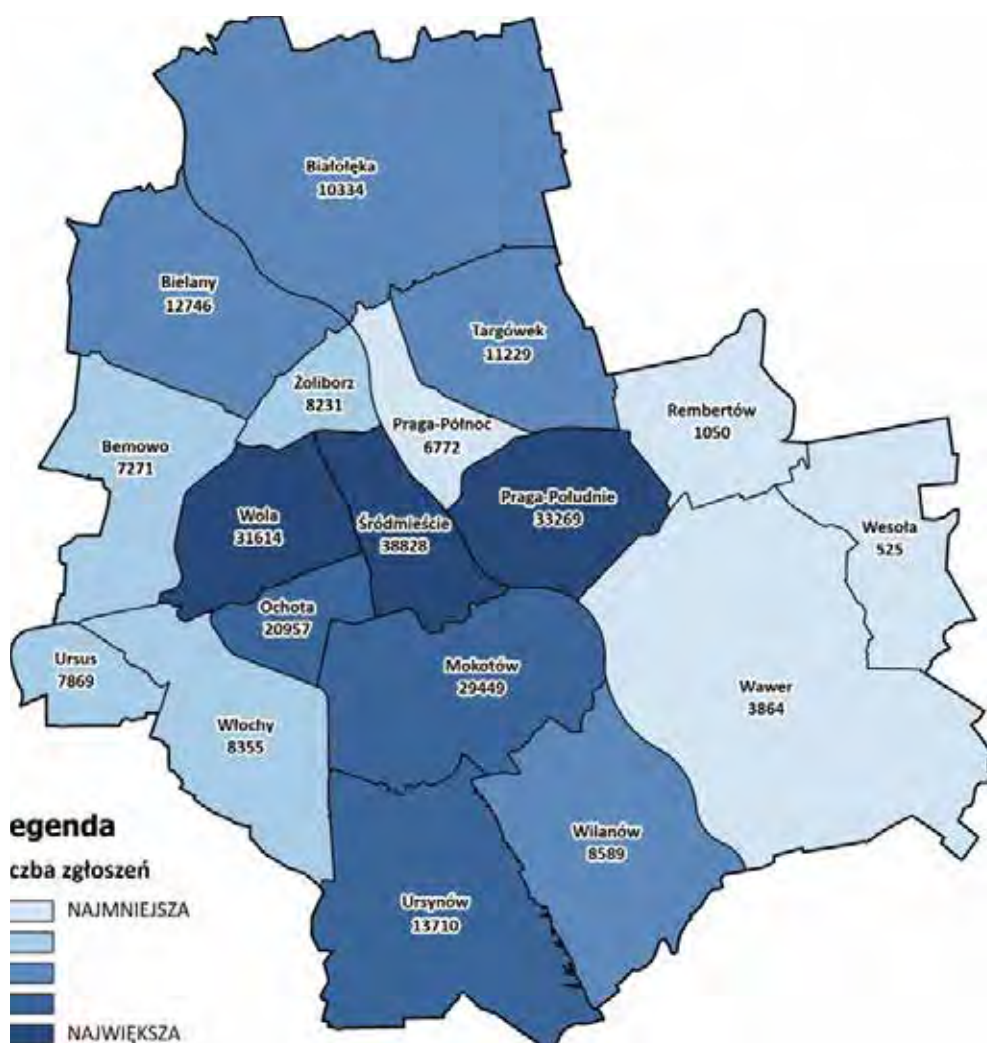 Białołęka
10334
Bielany
12746
Targówek
11229
Żoliborz
8231
Praga-Północ
6772
Rembertów
1050
Bemowo
7271
Wola
31614
Śródmieście
38828
Praga-Południe
33269
Wesoła
525
Ochota
20957
Ursus
7869
Mokotów
29449
Wawer
3864
Włochy
8355
Wilanów
8589
Ursynów
13710
egenda
czba zgłoszeń
NAJMNIEJSZA
NAJWIĘKSZA